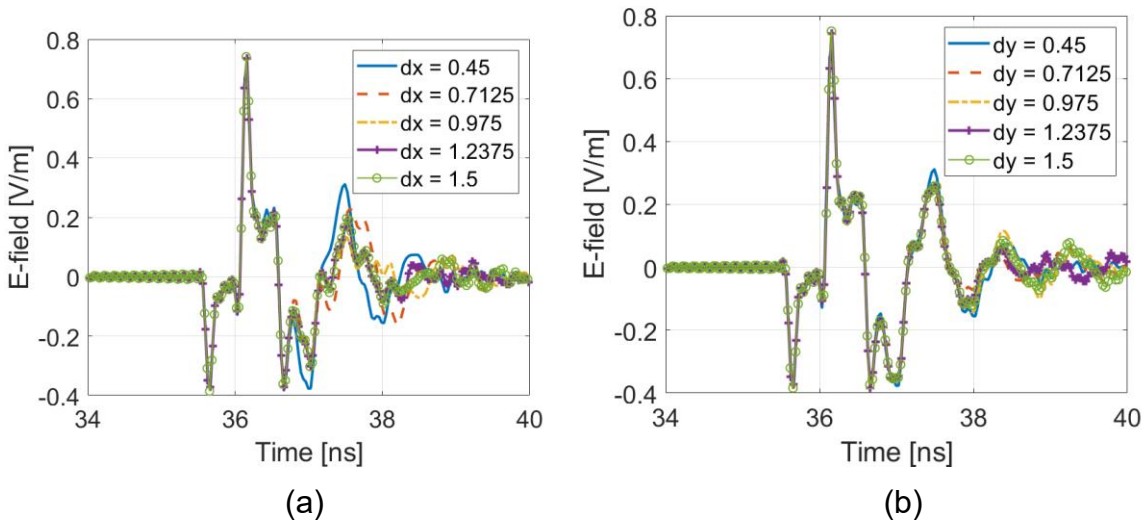 0.8
0.6
0.4
0.2
0
-0.2
-0.4
E-field [V/m]
34 36 38 40
Time [ns]
dx = 0.45
dx = 0.7125
dx = 0.975
dx = 1.2375
dx = 1.5
(a)
0.8
0.6
0.4
0.2
0
-0.2
-0.4
E-field [V/m]
34 36 38 40
Time [ns]
dy = 0.45
dy = 0.7125
dy = 0.975
dy = 1.2375
dy = 1.5
(b)